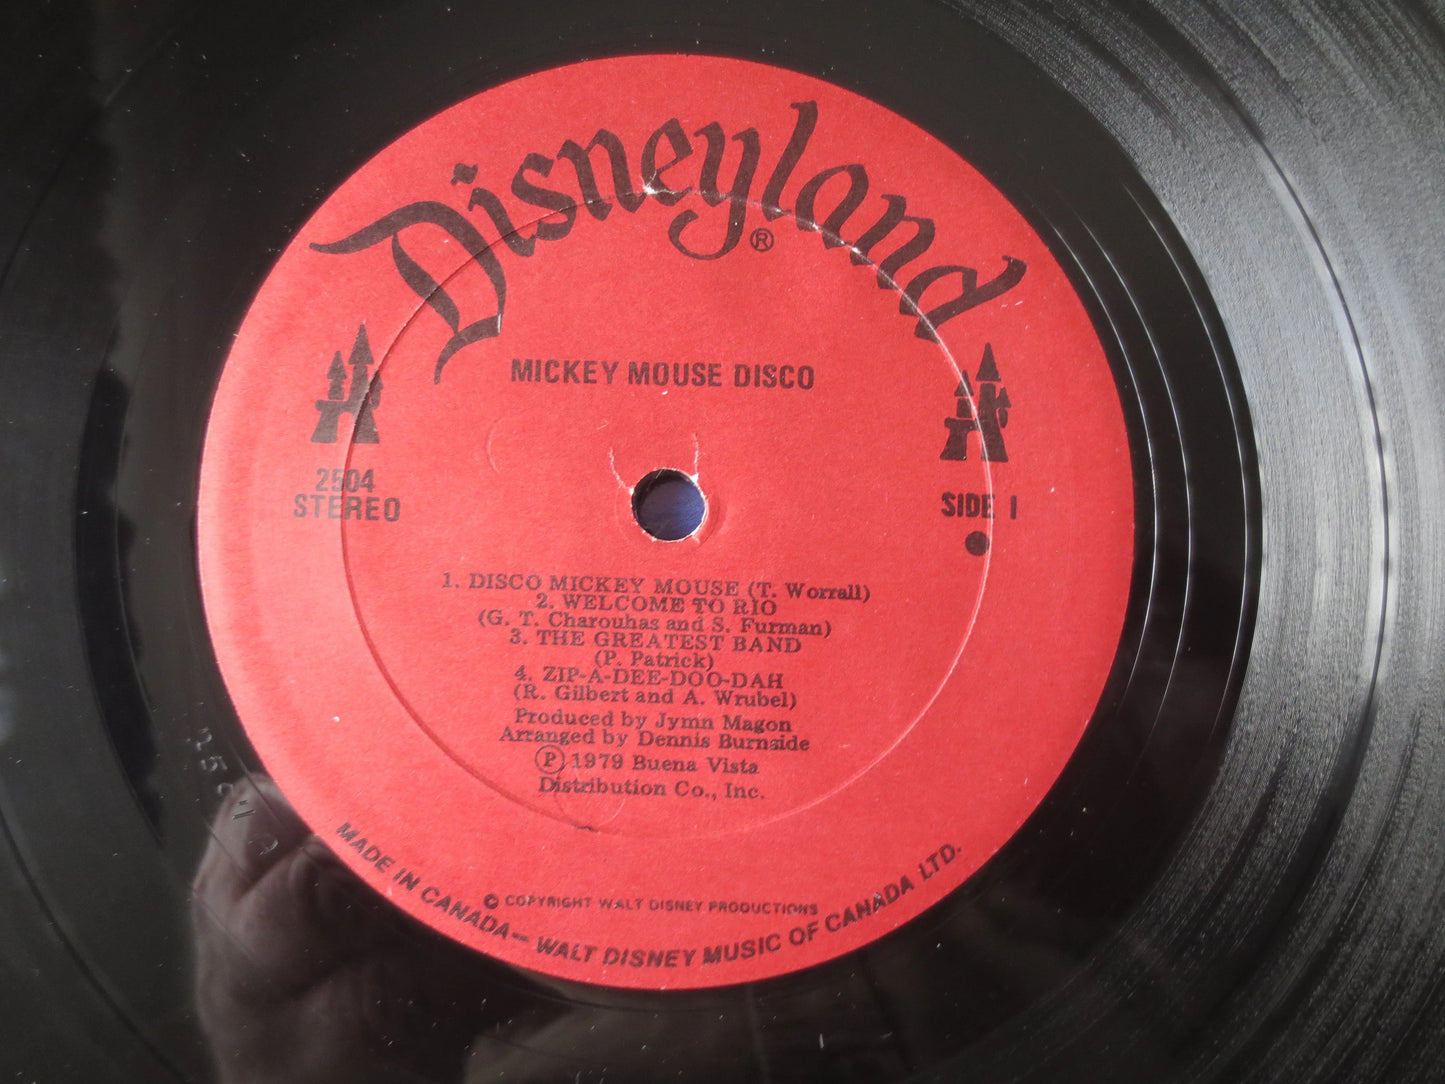 Disneyland®
MICKEY MOUSE DISCO
2504
STEREO
SIDE 1
1. DISCO MICKEY MOUSE (T. Worrall)
2. WELCOME TO RIO
(G. T. Charouhas and S. Furman)
3. THE GREATEST BAND
(P. Patrick)
4. ZIP-A-DEE-DOO-DAH
(R. Gilbert and A. Wrubel)
Produced by Jymn Magon
Arranged by Dennis Burnside
Ⓟ 1979 Buena Vista
Distribution Co., Inc.
© COPYRIGHT WALT DISNEY PRODUCTIONS
MADE IN CANADA — WALT DISNEY MUSIC OF CANADA LTD.